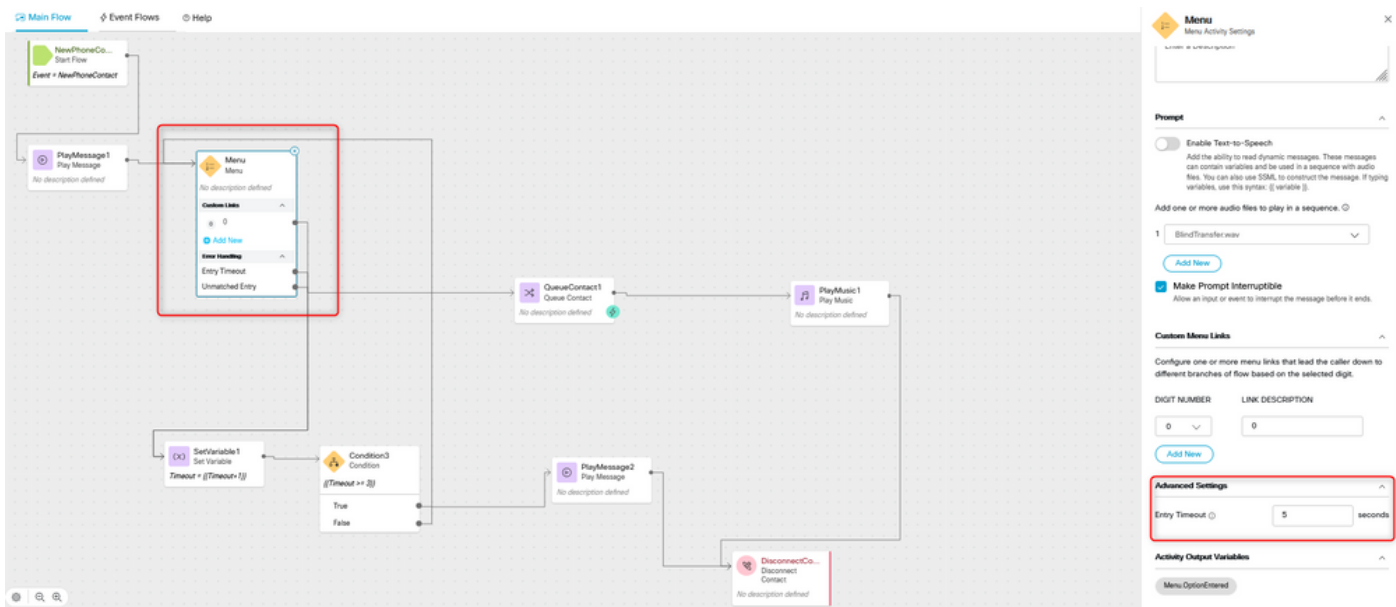 Main Flow
Event Flows
Help
NewPhoneCo...
Start Flow
Event = NewPhoneContact
PlayMessage1
Play Message
No description defined
Menu
Menu
No description defined
Custom Links
0
Add New
Error Handling
Entry Timeout
Unmatched Entry
QueueContact1
Queue Contact
No description defined
PlayMusic1
Play Music
No description defined
SetVariable1
Set Variable
Timeout = {{Timeout+1}}
Condition3
Condition
{{Timeout >= 3}}
True
False
PlayMessage2
Play Message
No description defined
DisconnectCo...
Disconnect
Contact
No description defined
Menu
Menu Activity Settings
Enter a Description
Prompt
Enable Text-to-Speech
Add the ability to read dynamic messages. These messages
can contain variables and be used in a sequence with audio
files. You can also use SSML to construct the message. If typing
variables, use this syntax: {{ variable }}.
Add one or more audio files to play in a sequence.
1 BlindTransfer.wav
Add New
Make Prompt Interruptible
Allow an input or event to interrupt the message before it ends.
Custom Menu Links
Configure one or more menu links that lead the caller down to
different branches of flow based on the selected digit.
DIGIT NUMBER LINK DESCRIPTION
0 0
Add New
Advanced Settings
Entry Timeout 5 seconds
Activity Output Variables
Menu.OptionEntered